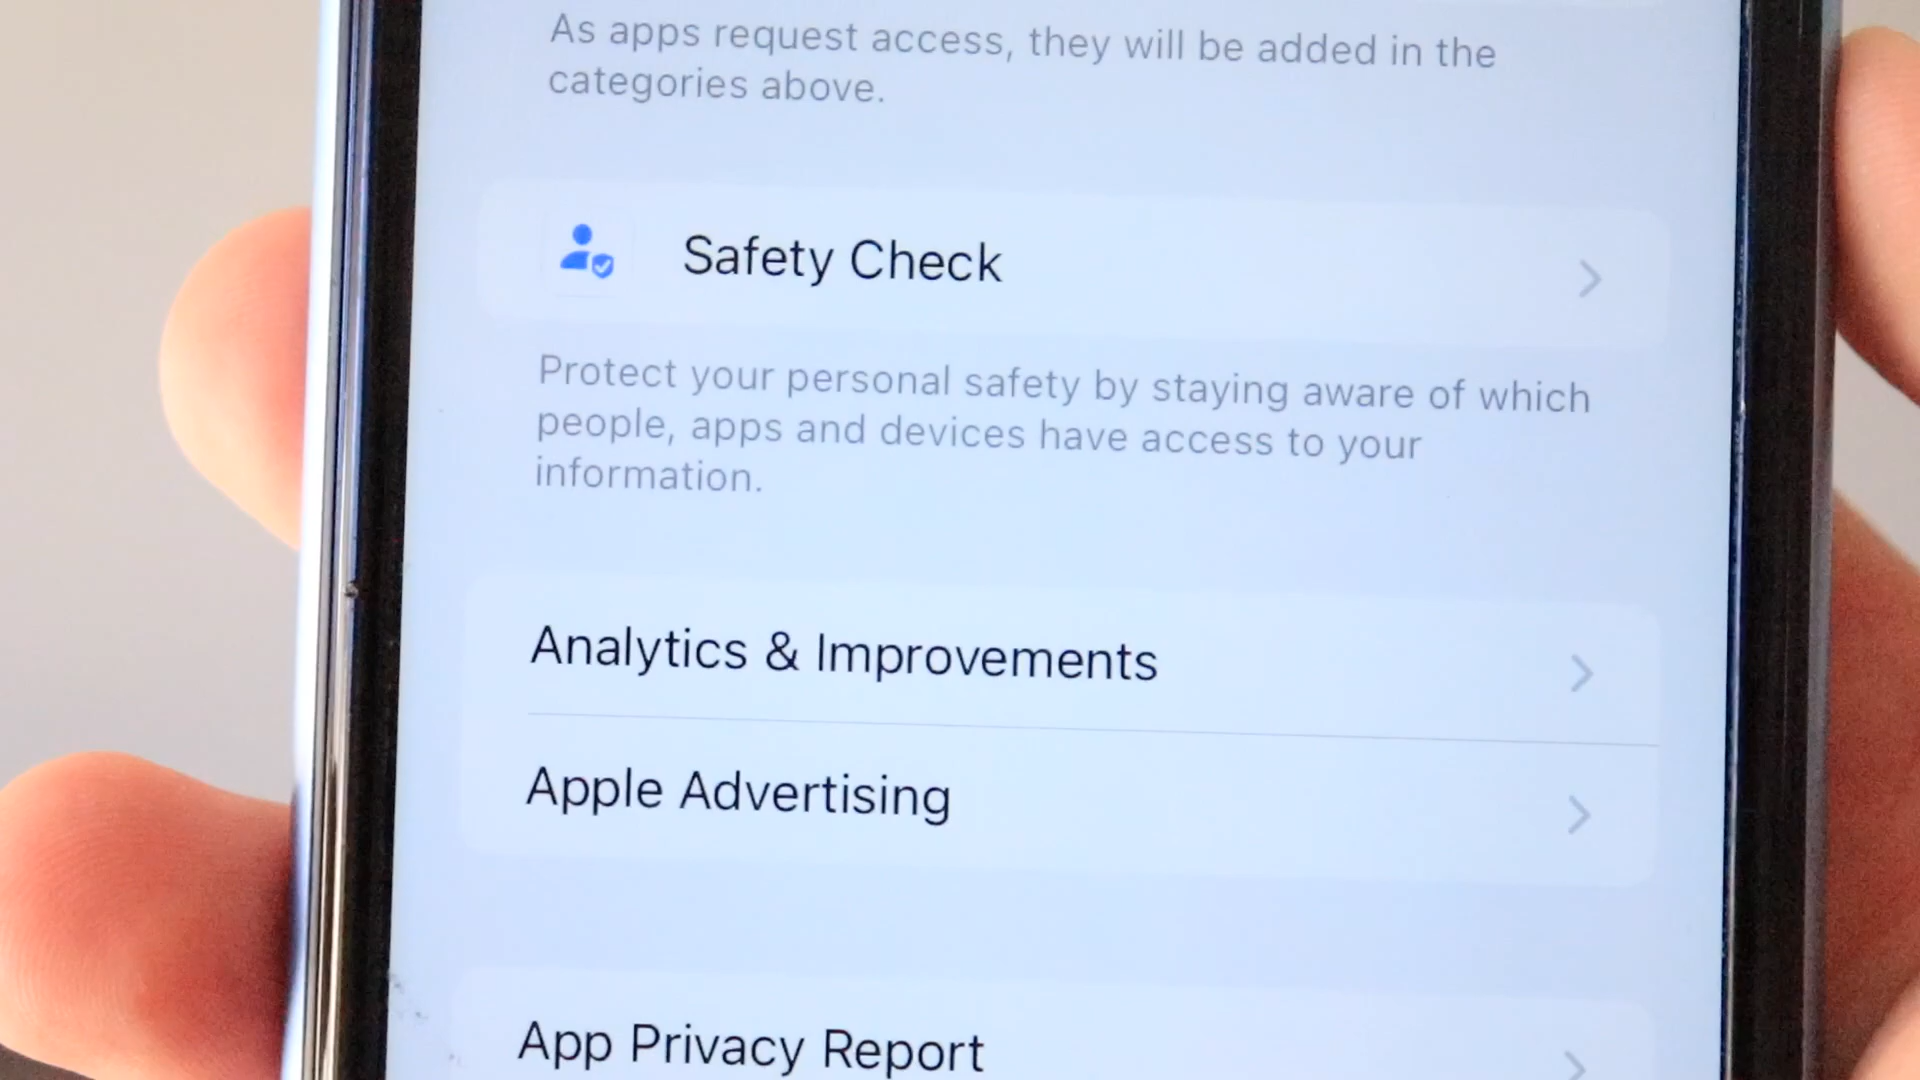 As apps request access, they will be added in the
categories above.
Safety Check
Protect your personal safety by staying aware of which
people, apps and devices have access to your
information.
Analytics & Improvements
Apple Advertising
App Privacy Report